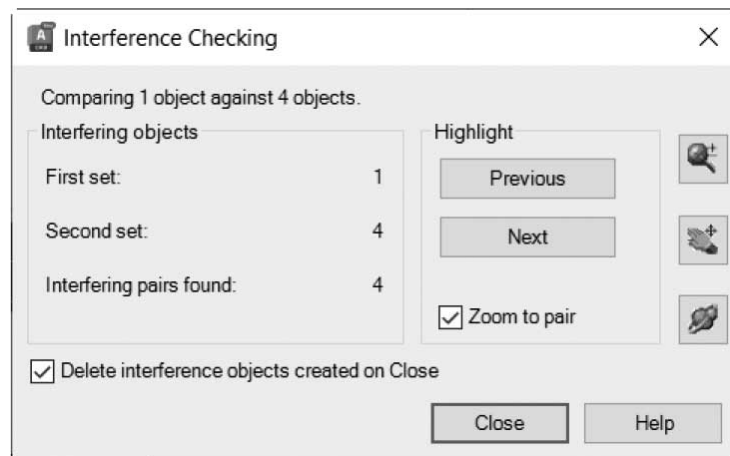 Interference Checking
Comparing 1 object against 4 objects.
Interfering objects
First set: 1
Second set: 4
Interfering pairs found: 4
Highlight
Previous
Next
Zoom to pair
Delete interference objects created on Close
Close Help